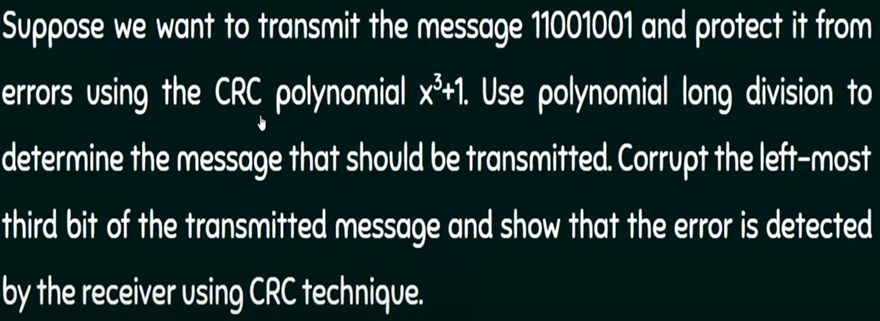 Suppose we want to transmit the message 11001001 and protect it from
errors using the CRC polynomial x³+1. Use polynomial long division to
determine the message that should be transmitted. Corrupt the left-most
third bit of the transmitted message and show that the error is detected
by the receiver using CRC technique.